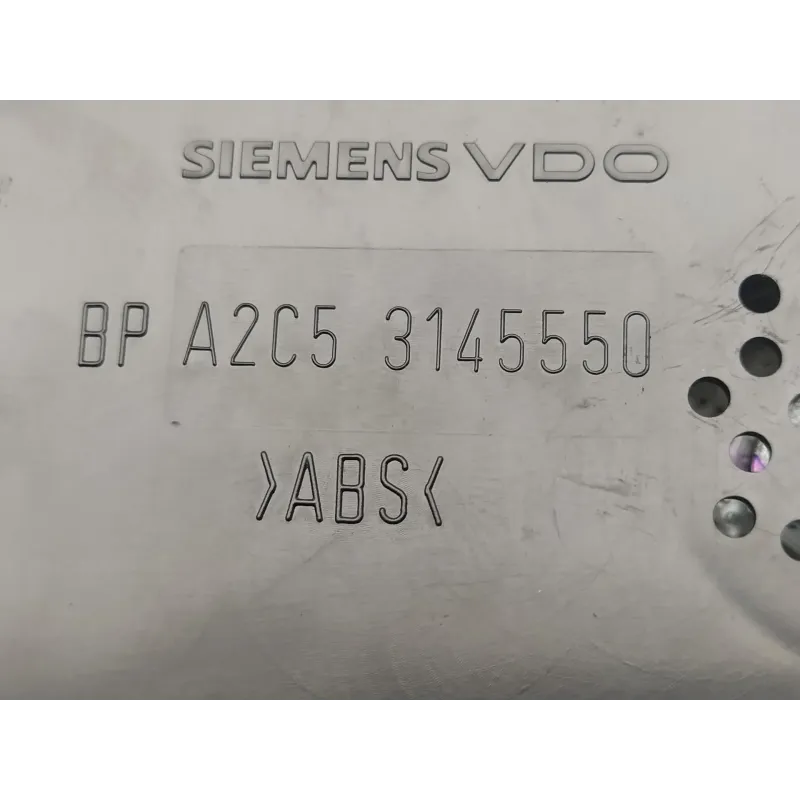 SIEMENS VDO
BP A2C5 3145550
>ABS<